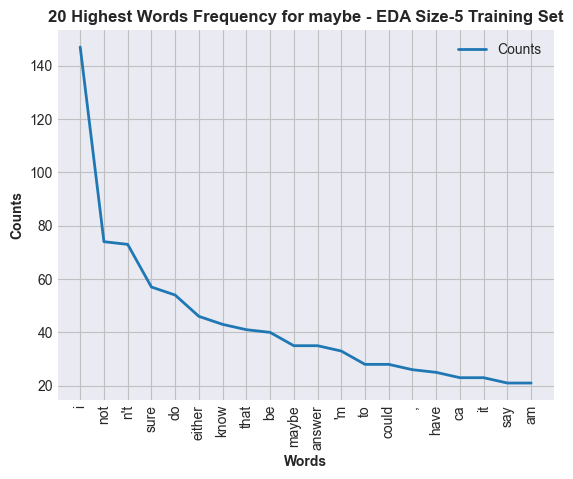 20 Highest Words Frequency for maybe - EDA Size-5 Training Set
Counts
Counts
140
120
100
80
60
40
20
i
not
n't
sure
do
either
know
that
be
maybe
answer
'm
to
could
,
have
ca
it
say
am
Words